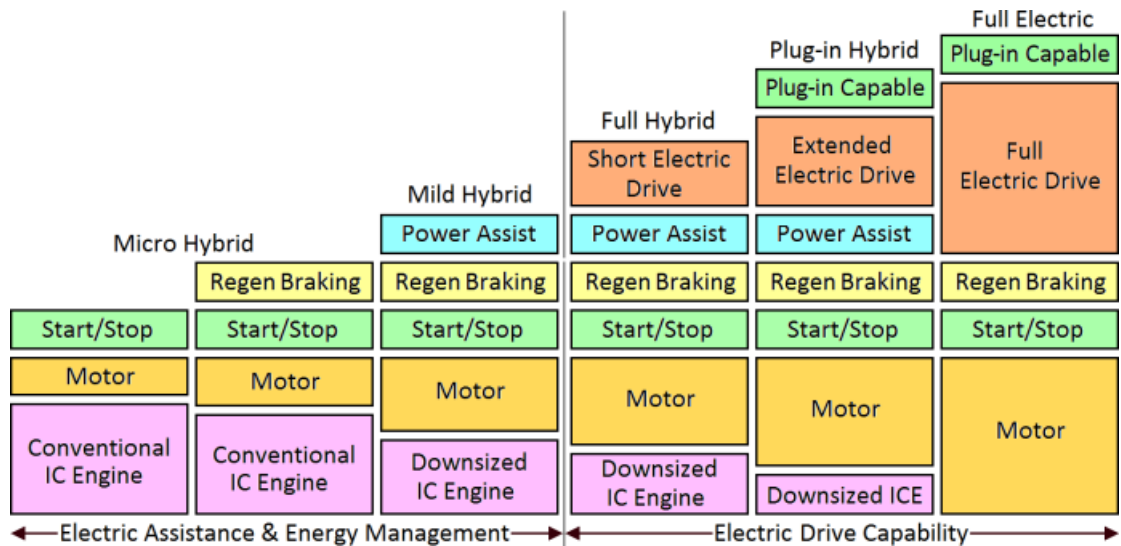 Full Electric
Plug-in Capable
Plug-in Hybrid
Plug-in Capable
Full Hybrid
Extended
Electric Drive
Full
Electric Drive
Short Electric
Drive
Mild Hybrid
Power Assist
Power Assist
Power Assist
Micro Hybrid
Regen Braking
Regen Braking
Regen Braking
Regen Braking
Regen Braking
Start/Stop
Start/Stop
Start/Stop
Start/Stop
Start/Stop
Start/Stop
Motor
Motor
Motor
Motor
Motor
Motor
Conventional
IC Engine
Conventional
IC Engine
Downsized
IC Engine
Downsized
IC Engine
Downsized ICE
Electric Assistance & Energy Management
Electric Drive Capability